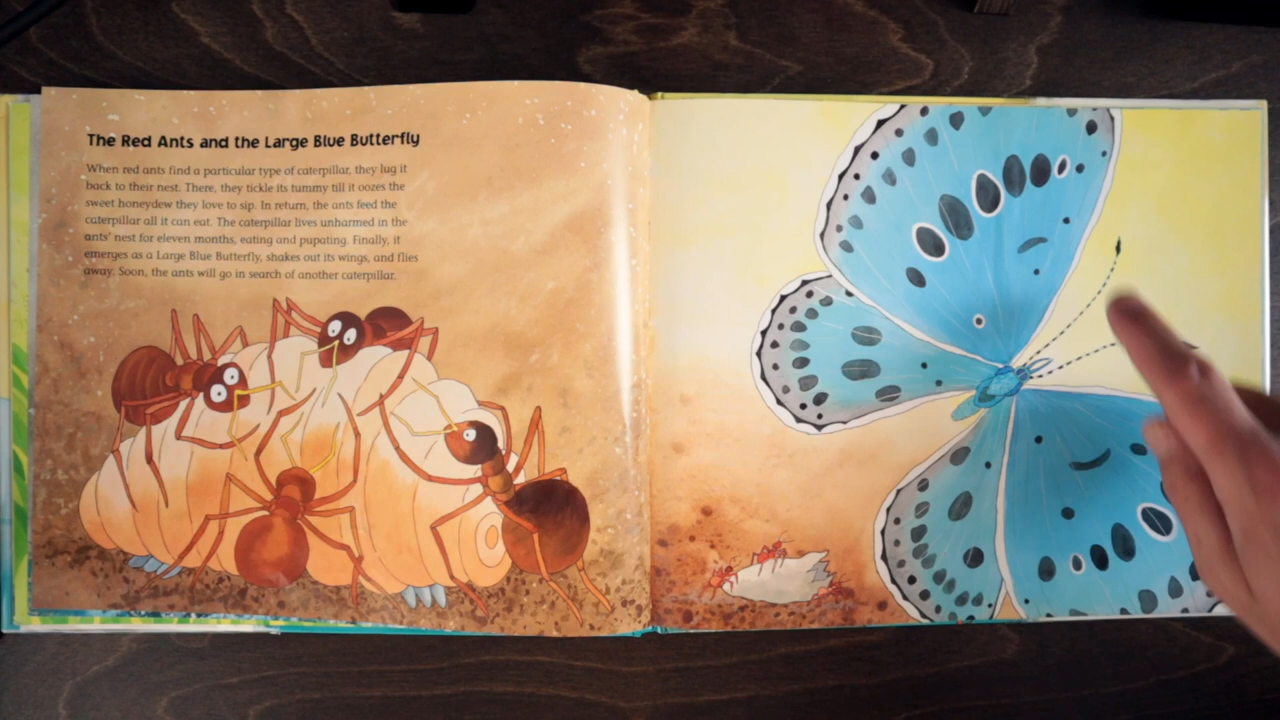 The Red Ants and the Large Blue Butterfly
When red ants find a particular type of caterpillar, they lug it
back to their nest. There, they tickle its tummy till it oozes the
sweet honeydew they love to sip. In return, the ants feed the
caterpillar all it can eat. The caterpillar lives unharmed in the
ants' nest for eleven months, eating and pupating. Finally, it
emerges as a Large Blue Butterfly, shakes out its wings, and flies
away. Soon, the ants will go in search of another caterpillar.